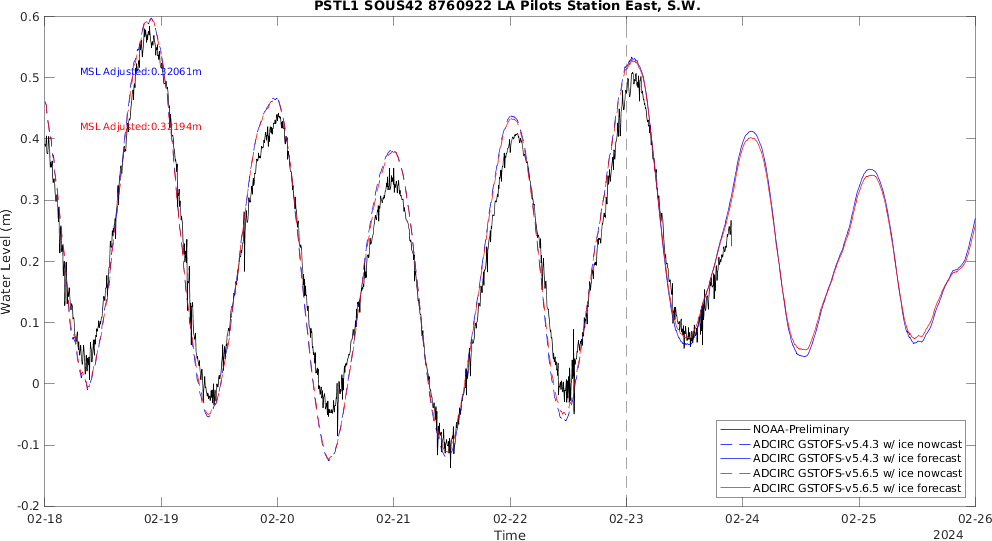 PSTL1 SOUS42 8760922 LA Pilots Station East, S.W.
Water Level (m)
0.6
0.5
0.4
0.3
0.2
0.1
0
-0.1
-0.2
MSL Adjusted:0.32061m
MSL Adjusted:0.32194m
NOAA-Preliminary
ADCIRC GSTOFS-v5.4.3 w/ ice nowcast
ADCIRC GSTOFS-v5.4.3 w/ ice forecast
ADCIRC GSTOFS-v5.6.5 w/ ice nowcast
ADCIRC GSTOFS-v5.6.5 w/ ice forecast
02-18 02-19 02-20 02-21 02-22 02-23 02-24 02-25 02-26
Time
2024